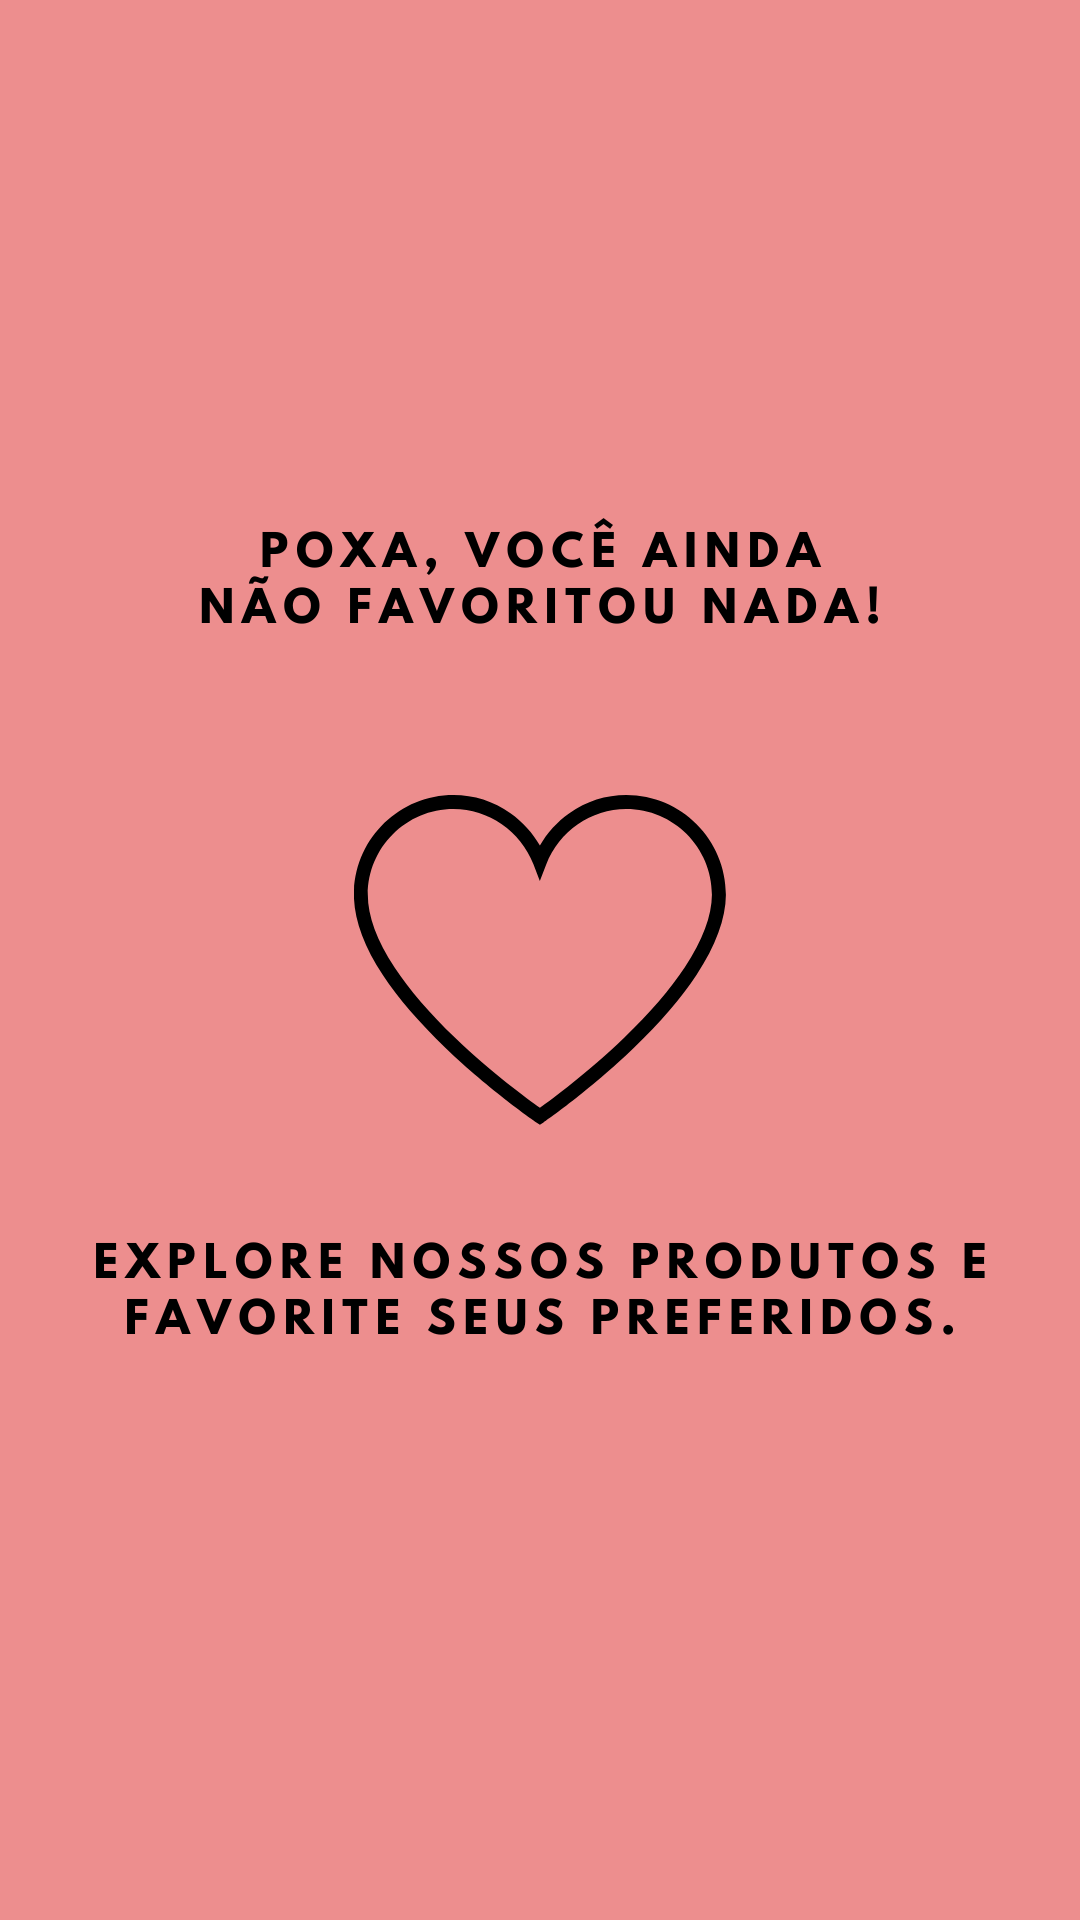 POXA, VOCÊ AINDA
NÃO FAVORITOU NADA!
EXPLORE NOSSOS PRODUTOS E
FAVORITE SEUS PREFERIDOS.